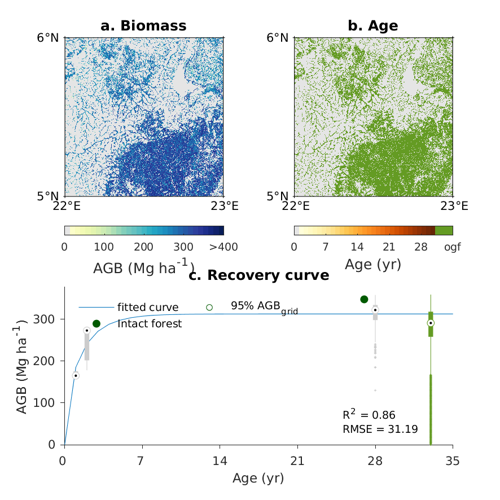 a. Biomass
b. Age
6°N
5°N
22°E
23°E
6°N
5°N
22°E
23°E
0 100 200 300 >400
AGB (Mg ha⁻¹)
0 7 14 21 28 ogf
Age (yr)
c. Recovery curve
fitted curve
95% AGB_grid
Intact forest
AGB (Mg ha⁻¹)
300
200
100
0
R² = 0.86
RMSE = 31.19
0 7 14 21 28 35
Age (yr)